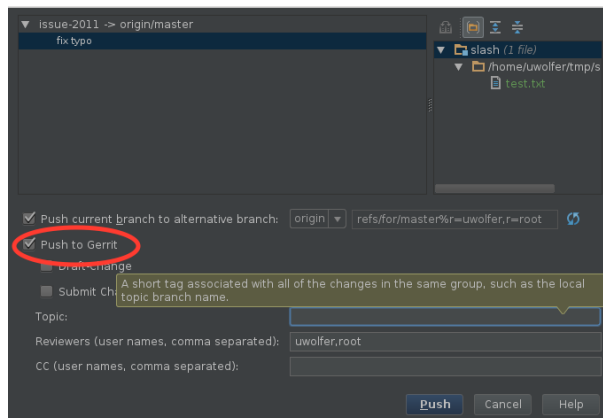 issue-2011 -> origin/master
fix typo
slash (1 file)
/home/uwolfer/tmp/s
test.txt
Push current branch to alternative branch: origin refs/for/master%r=uwolfer,r=root
Push to Gerrit
Draft-Change
A short tag associated with all of the changes in the same group, such as the local
topic branch name.
Submit Ch
Topic:
Reviewers (user names, comma separated): uwolfer,root
CC (user names, comma separated):
Push Cancel Help